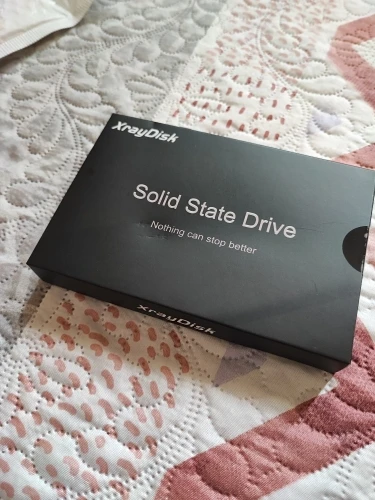 XrayDisk
Solid State Drive
Nothing can stop better
XrayDisk